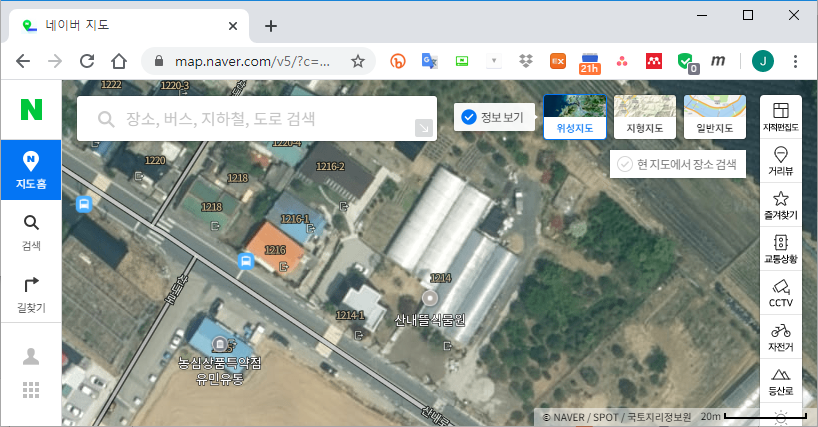 네이버 지도
map.naver.com/v5/?c=...
21h
0
m
J
N
지도홈
검색
길찾기
장소, 버스, 지하철, 도로 검색
정보 보기
위성지도
지형지도
일반지도
현 지도에서 장소 검색
지적편집도
거리뷰
즐겨찾기
교통상황
CCTV
자전거
등산로
1222
1220-3
1220
1220-4
1216-2
1218
1218
1216-1
1216
1214
산내뜰식물원
1214-1
농심상품특약점
유민유통
산내로
© NAVER / SPOT / 국토지리정보원
20m